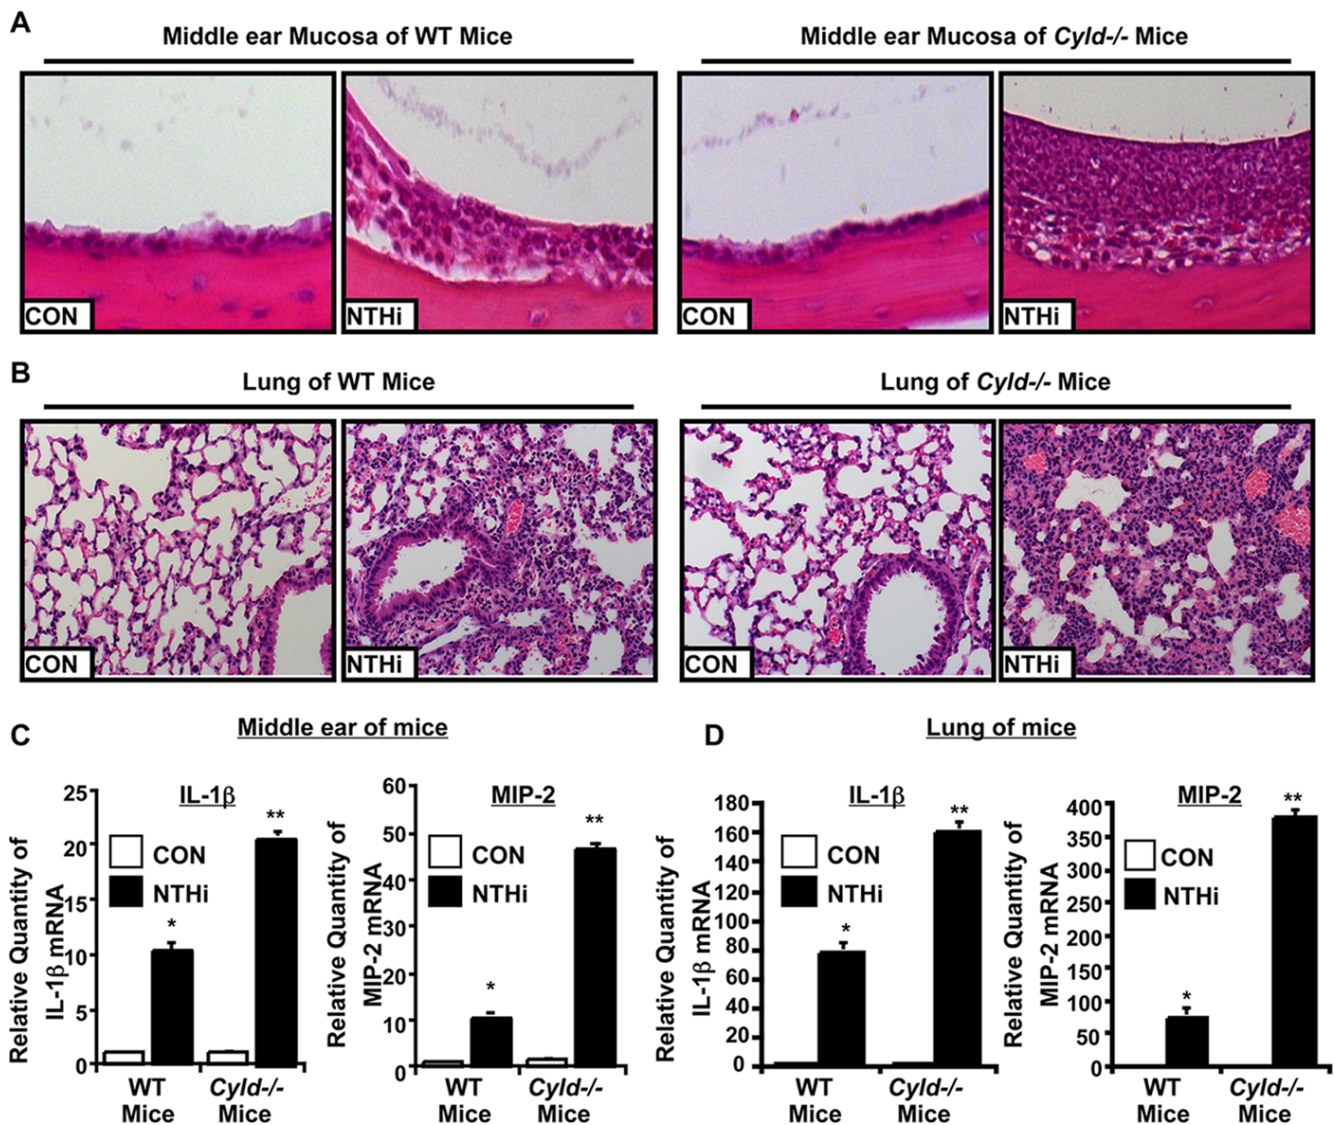 A
Middle ear Mucosa of WT Mice
Middle ear Mucosa of Cyld-/- Mice
CON
NTHi
CON
NTHi
B
Lung of WT Mice
Lung of Cyld-/- Mice
CON
NTHi
CON
NTHi
C
Middle ear of mice
Relative Quantity of
IL-1β mRNA
IL-1β
25
20
15
10
5
0
CON
NTHi
*
**
WT
Mice
Cyld-/-
Mice
Relative Quantity of
MIP-2 mRNA
MIP-2
60
50
40
30
20
10
0
CON
NTHi
*
**
WT
Mice
Cyld-/-
Mice
D
Lung of mice
Relative Quantity of
IL-1β mRNA
IL-1β
180
160
140
120
100
80
60
40
20
0
CON
NTHi
*
**
WT
Mice
Cyld-/-
Mice
Relative Quantity of
MIP-2 mRNA
MIP-2
400
350
300
250
200
150
100
50
0
CON
NTHi
*
**
WT
Mice
Cyld-/-
Mice